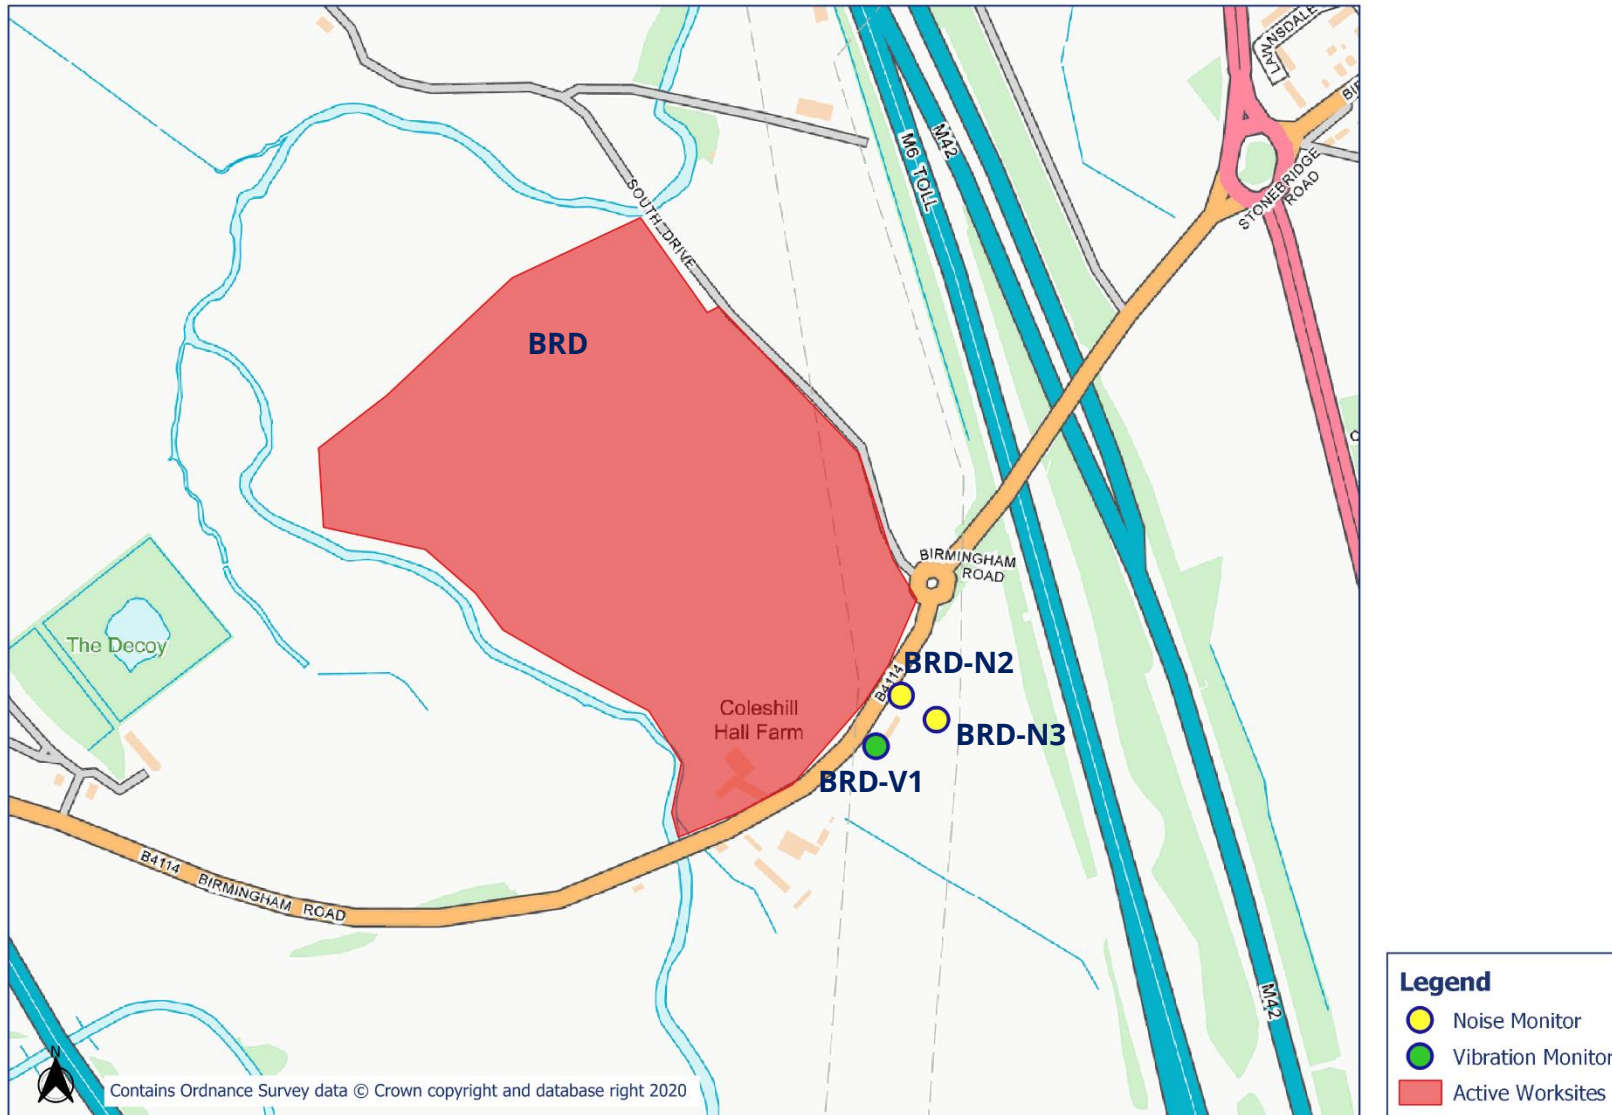 LAWNSDALE
M42
M6 TOLL
STONEBRIDGE
ROAD
SOUTH DRIVE
BRD
BIRMINGHAM
ROAD
The Decoy
BRD-N2
B4114
Coleshill
Hall Farm
BRD-N3
BRD-V1
B4114 BIRMINGHAM ROAD
M42
N
Contains Ordnance Survey data © Crown copyright and database right 2020
Legend
Noise Monitor
Vibration Monitor
Active Worksites